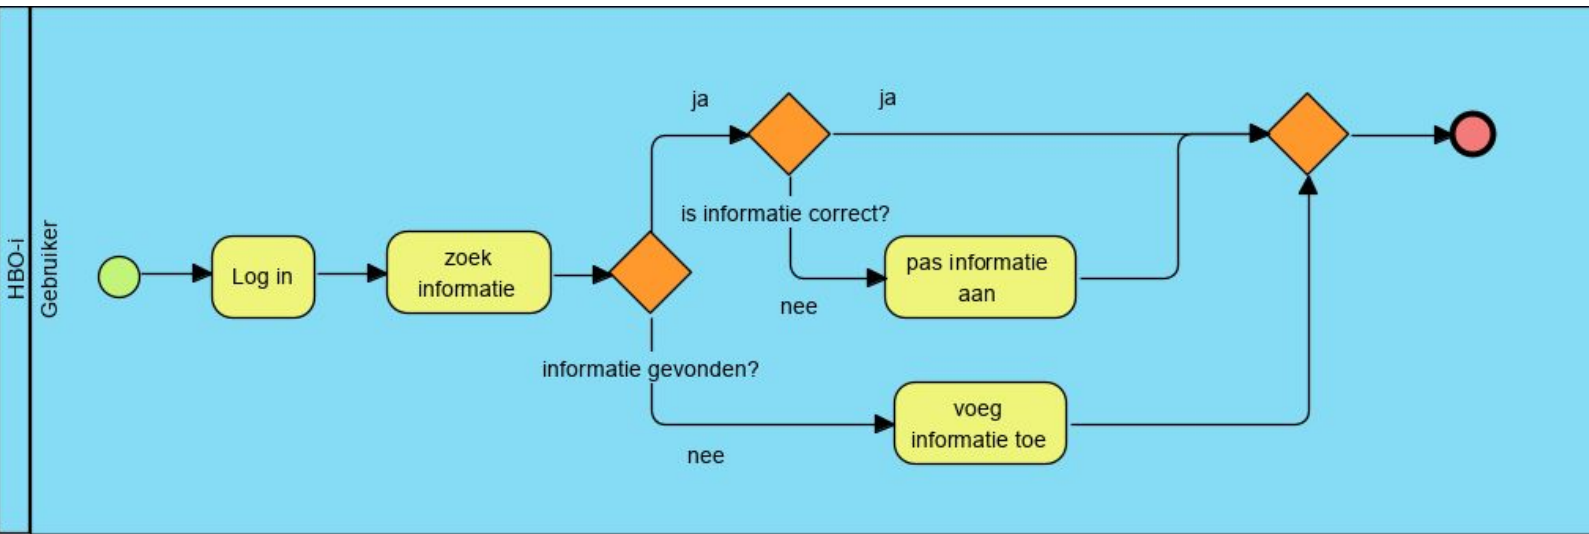 HBO-i
Gebruiker
Log in
zoek
informatie
informatie gevonden?
ja
nee
is informatie correct?
ja
nee
pas informatie
aan
voeg
informatie toe